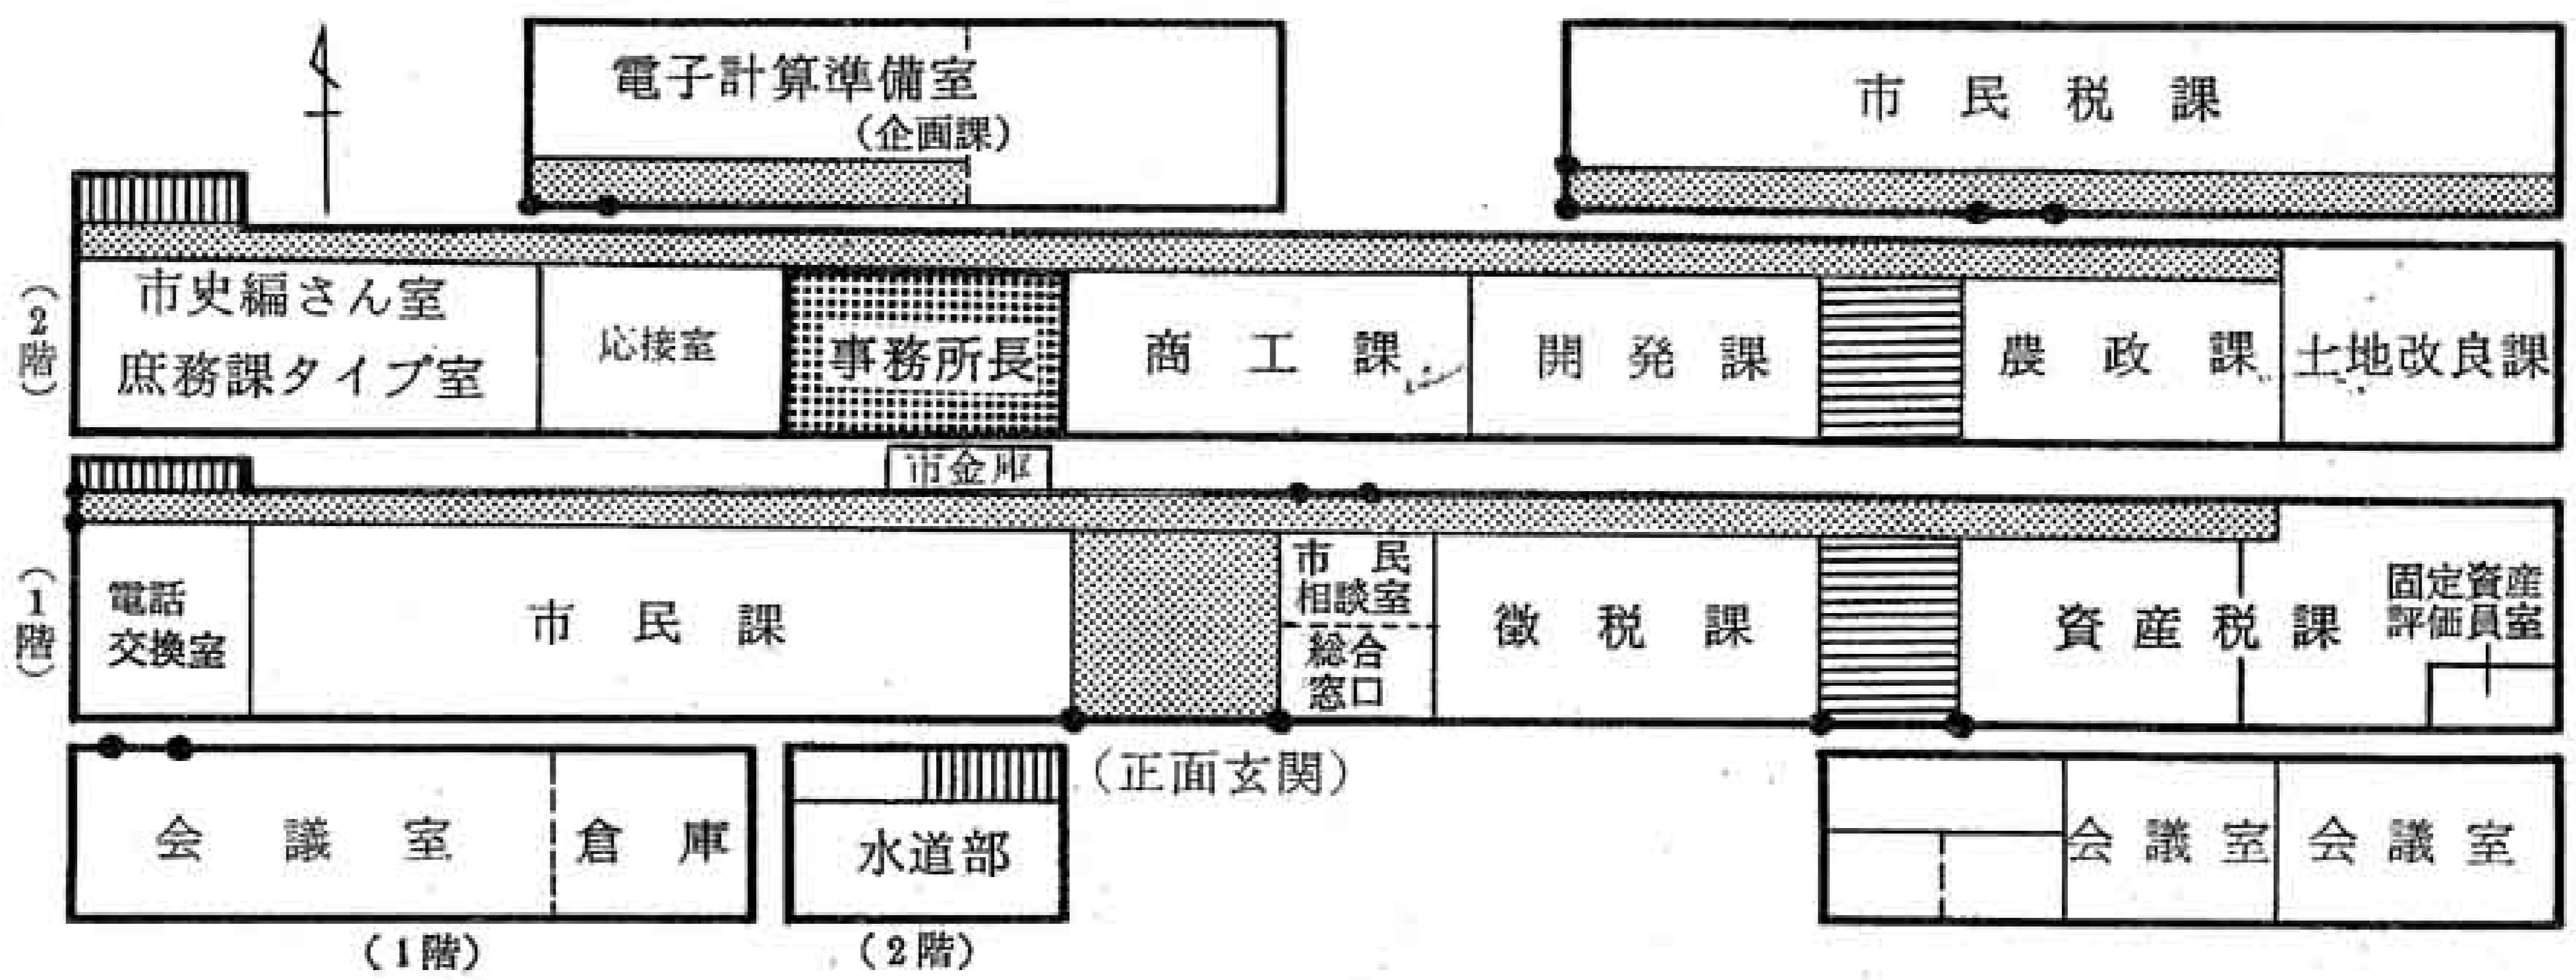 電子計算準備室
(企画課)
市民税課
(2階)
市史編さん室
庶務課タイプ室
応接室
事務所長
商工課
開発課
農政課
土地改良課
市金庫
(1階)
電話
交換室
市民課
市民
相談室
総合
窓口
徴税課
資産税課
固定資産
評価員室
(正面玄関)
会議室
倉庫
(1階)
水道部
(2階)
会議室
会議室